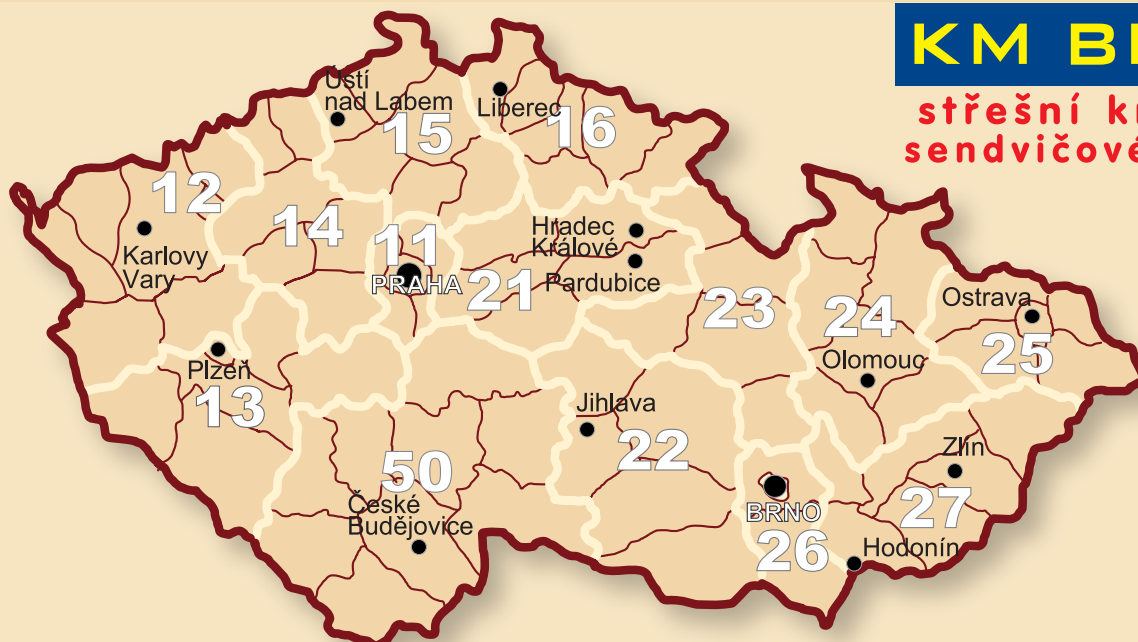 KM B
střešní k
sendvičové
Ústí
nad Labem
Liberec
15
16
12
14
11
Hradec
Králové
Karlovy
Vary
PRAHA
21
Pardubice
23
24
Ostrava
25
Plzeň
13
Olomouc
Jihlava
22
Zlín
50
27
České
Budějovice
BRNO
26
Hodonín